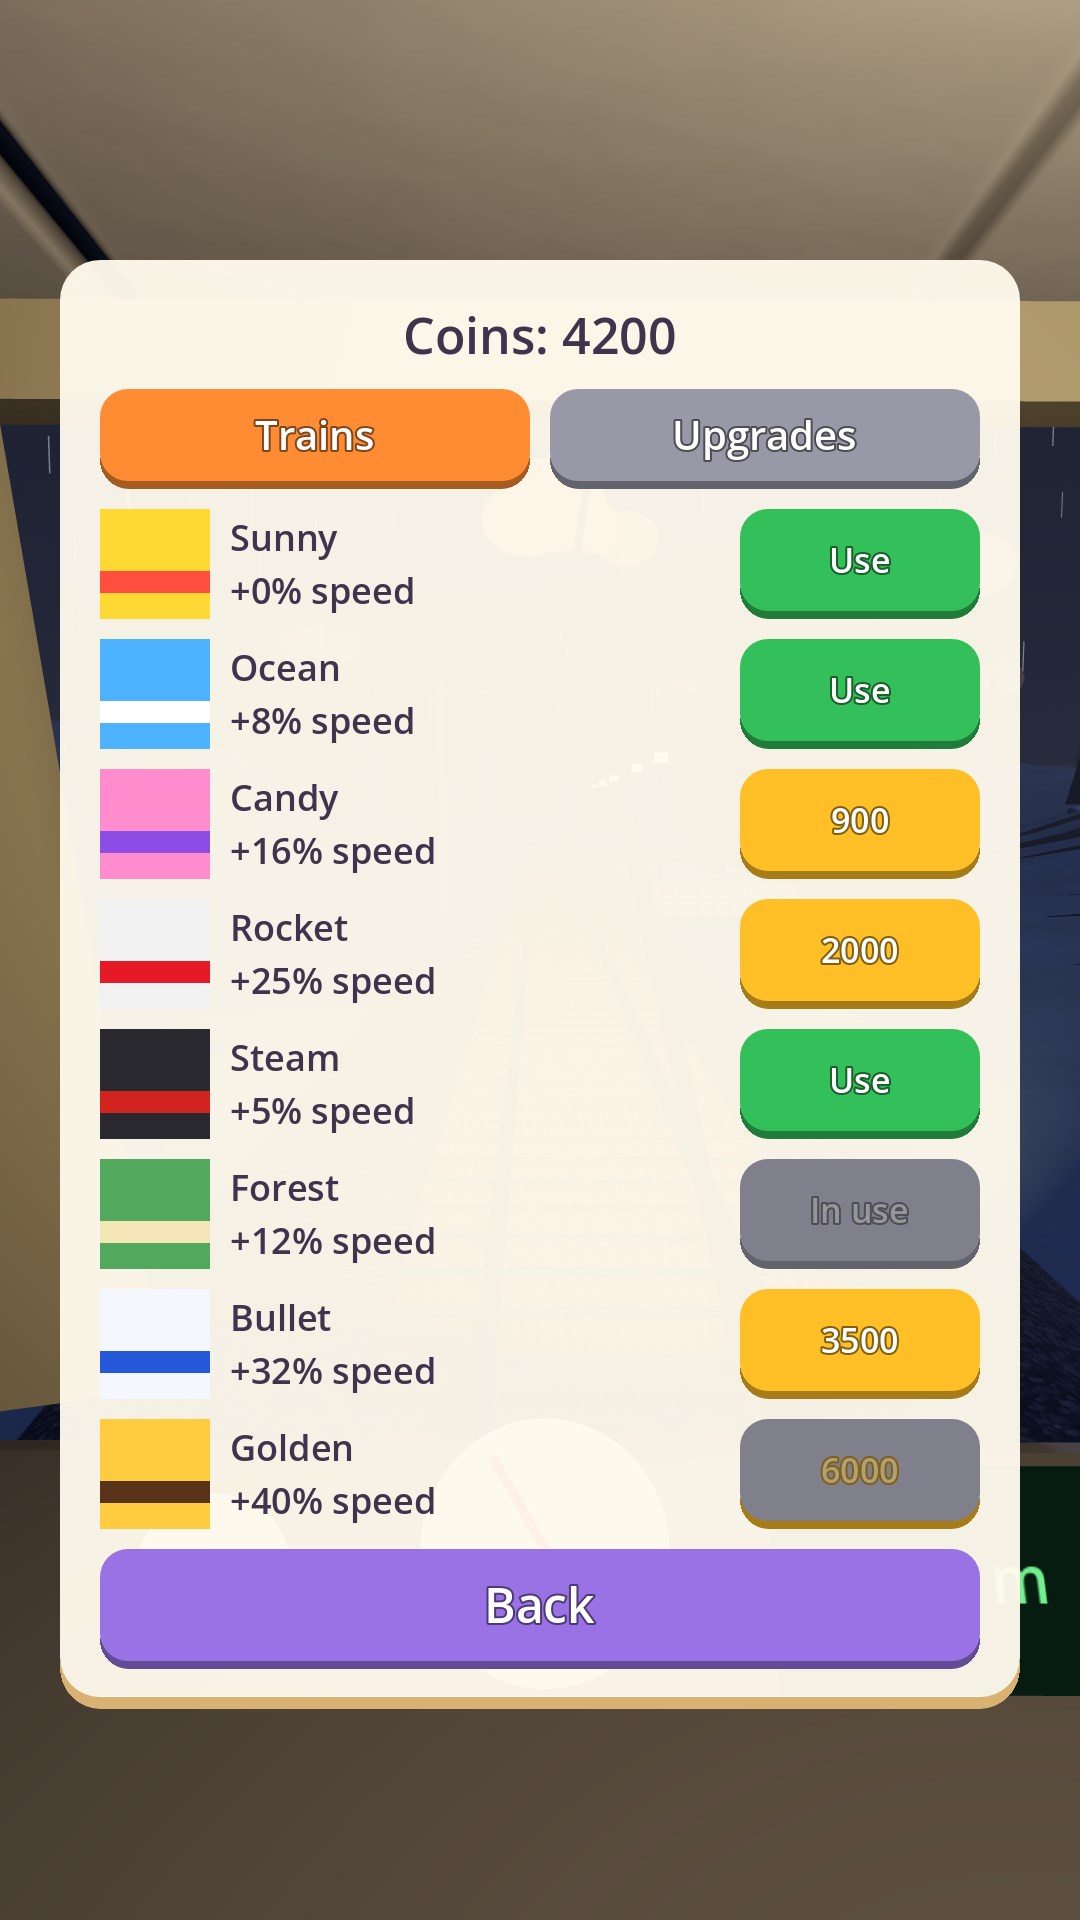 Coins: 4200
Trains
Upgrades
Sunny
+0% speed
Use
Ocean
+8% speed
Use
Candy
+16% speed
900
Rocket
+25% speed
2000
Steam
+5% speed
Use
Forest
+12% speed
In use
Bullet
+32% speed
3500
Golden
+40% speed
6000
Back
m